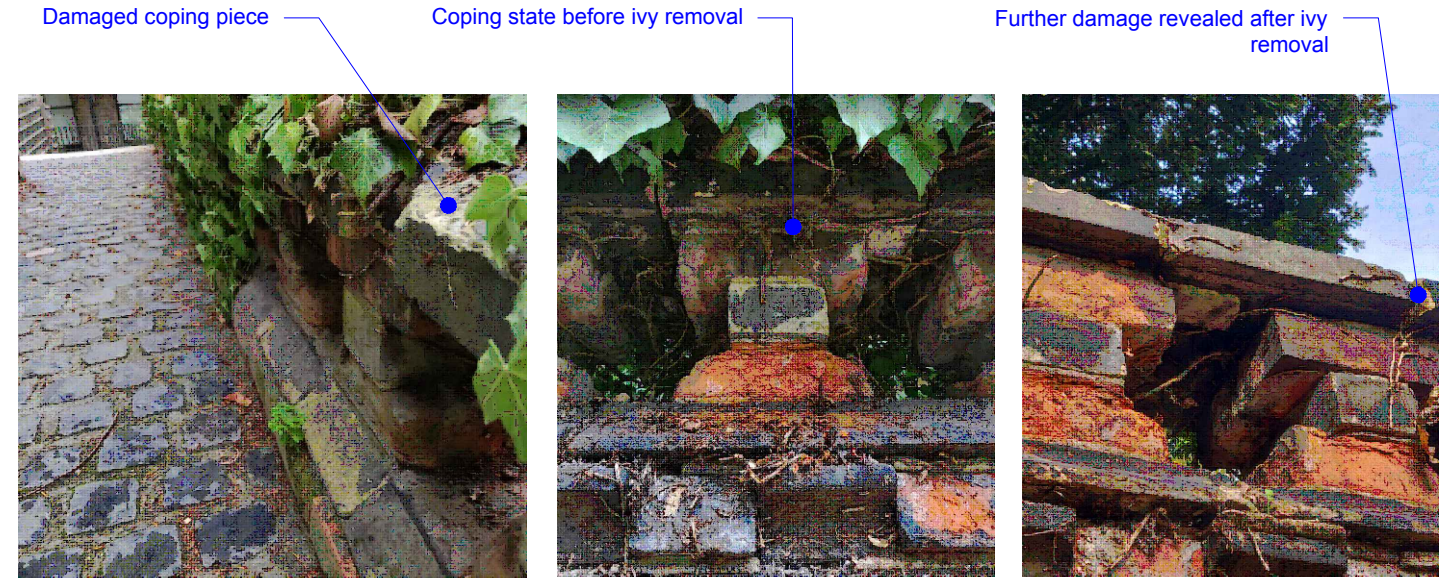 Damaged coping piece
Coping state before ivy removal
Further damage revealed after ivy
removal